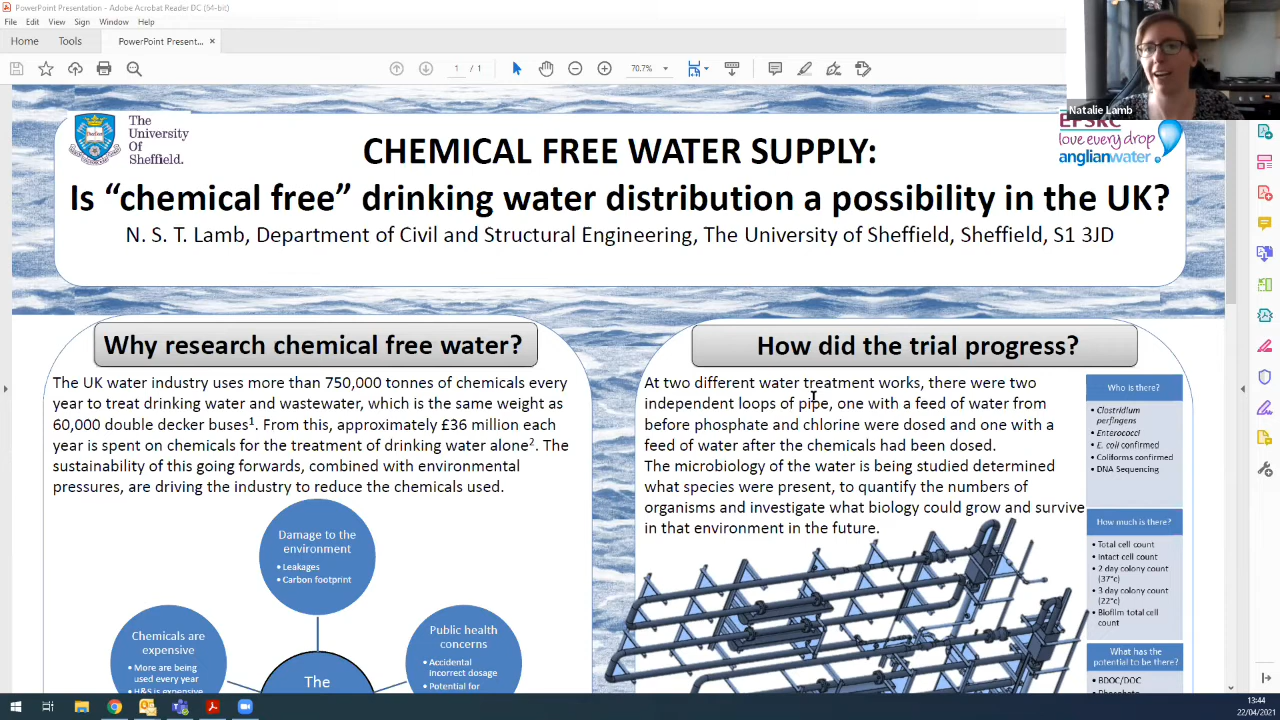 PowerPoint Presentation - Adobe Acrobat Reader DC (64-bit)
File Edit View Sign Window Help
Home Tools PowerPoint Present... ×
1 / 1 70.7%
Natalie Lamb
The
University
Of
Sheffield.
EPSRC
love every drop
anglianwater
CHEMICAL FREE WATER SUPPLY:
Is “chemical free” drinking water distribution a possibility in the UK?
N. S. T. Lamb, Department of Civil and Structural Engineering, The University of Sheffield, Sheffield, S1 3JD
Why research chemical free water?
The UK water industry uses more than 750,000 tonnes of chemicals every
year to treat drinking water and wastewater, which is the same weight as
60,000 double decker buses¹. From this, approximately £36 million each
year is spent on chemicals for the treatment of drinking water alone². The
sustainability of this going forwards, combined with environmental
pressures, are driving the industry to reduce the chemicals used.
Damage to the
environment
• Leakages
• Carbon footprint
Chemicals are
expensive
• More are being
used every year
• H&S is expensive
Public health
concerns
• Accidental
incorrect dosage
• Potential for
The
How did the trial progress?
At two different water treatment works, there were two
independent loops of pipe, one with a feed of water from
before phosphate and chlorine were dosed and one with a
feed of water after the chemicals had been dosed.
The microbiology of the water is being studied determined
what species were present, to quantify the numbers of
organisms and investigate what biology could grow and survive
in that environment in the future.
Who is there?
• Clostridium
perfingens
• Enterococci
• E. coli confirmed
• Coliforms confirmed
• DNA Sequencing
How much is there?
• Total cell count
• Intact cell count
• 2 day colony count
(37°c)
• 3 day colony count
(22°c)
• Biofilm total cell
count
What has the
potential to be there?
• BDOC/DOC
• Phosphate
13:44
22/04/2021